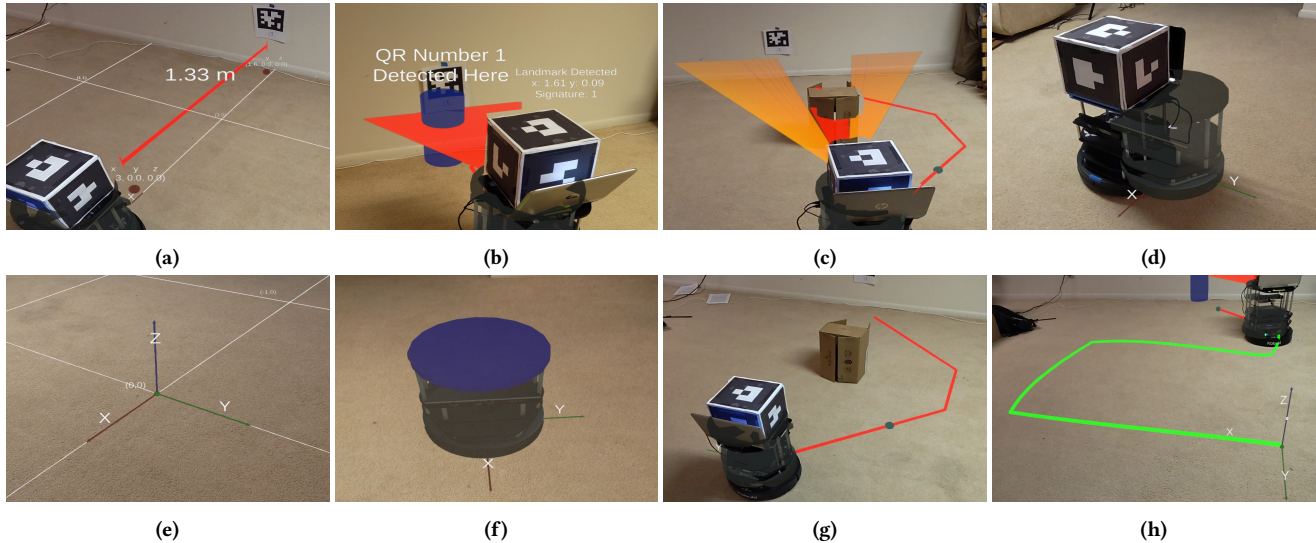 1.33 m
x y z
3, 0.0, 0.0)
(a)
QR Number 1
Detected Here
Landmark Detected
x: 1.61 y: 0.09
Signature: 1
(b)
(c)
X
Y
(d)
Z
(0,0)
(-1,0)
X
Y
(e)
Y
X
(f)
(g)
Z
X
Y
(h)